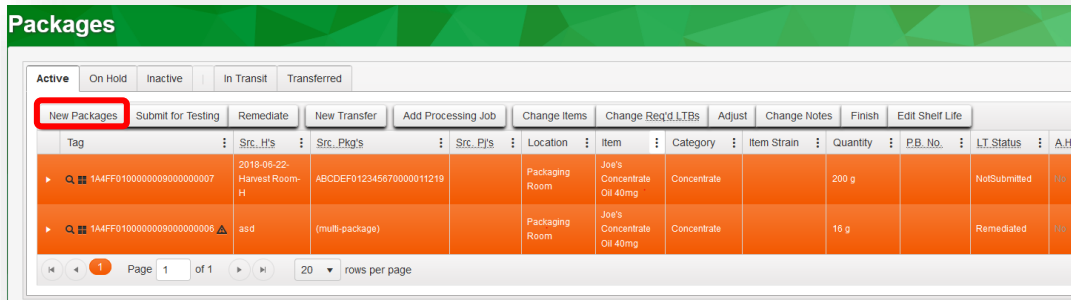 Packages
Active On Hold Inactive In Transit Transferred
New Packages Submit for Testing Remediate New Transfer Add Processing Job Change Items Change Req'd LTBs Adjust Change Notes Finish Edit Shelf Life
Tag Src. H's Src. Pkg's Src. Pj's Location Item Category Item Strain Quantity P.B. No. LT Status A.H
1A4FF0100000009000000007 2018-06-22-Harvest Room-H ABCDEF012345670000011219 Packaging Room Joe's Concentrate Oil 40mg Concentrate 200 g NotSubmitted No
1A4FF0100000009000000006 asd (multi-package) Packaging Room Joe's Concentrate Oil 40mg Concentrate 16 g Remediated No
1 Page 1 of 1 20 rows per page